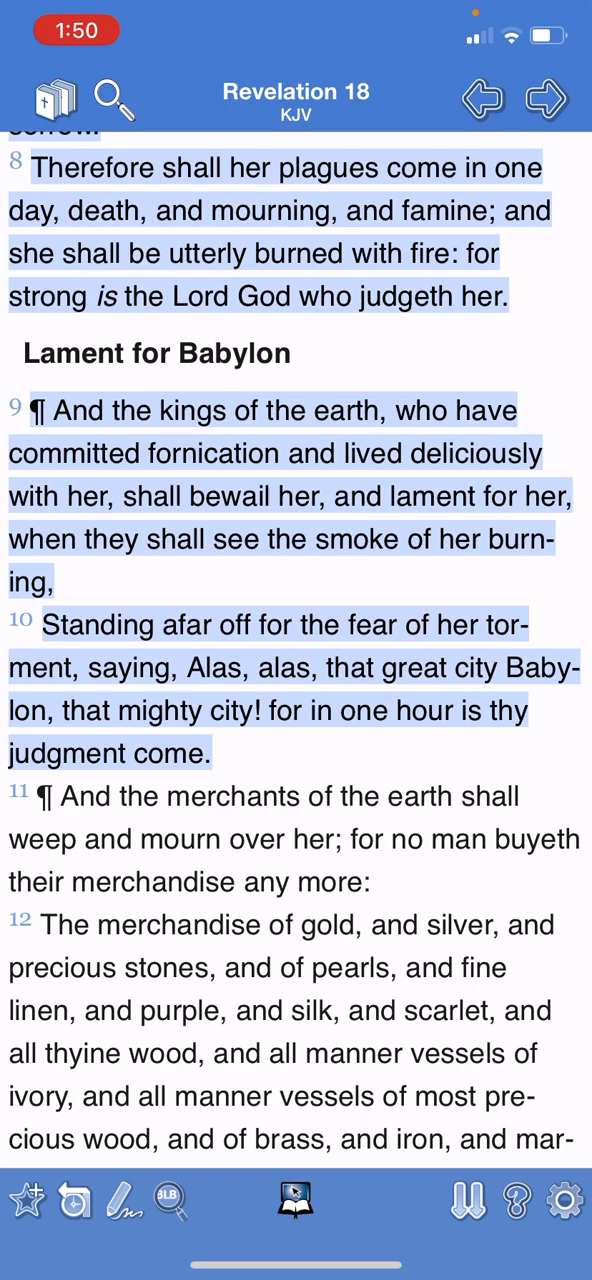 1:50
Revelation 18
KJV
sorrow.
8 Therefore shall her plagues come in one
day, death, and mourning, and famine; and
she shall be utterly burned with fire: for
strong is the Lord God who judgeth her.
Lament for Babylon
9 ¶ And the kings of the earth, who have
committed fornication and lived deliciously
with her, shall bewail her, and lament for her,
when they shall see the smoke of her burn-
ing,
10 Standing afar off for the fear of her tor-
ment, saying, Alas, alas, that great city Baby-
lon, that mighty city! for in one hour is thy
judgment come.
11 ¶ And the merchants of the earth shall
weep and mourn over her; for no man buyeth
their merchandise any more:
12 The merchandise of gold, and silver, and
precious stones, and of pearls, and fine
linen, and purple, and silk, and scarlet, and
all thyine wood, and all manner vessels of
ivory, and all manner vessels of most pre-
cious wood, and of brass, and iron, and mar-
BLB